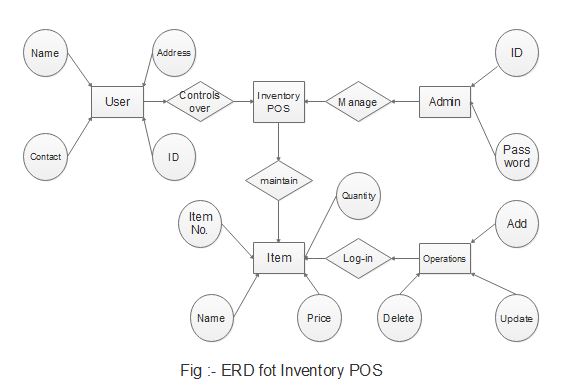 Name
Address
ID
User
Controls
over
Inventory
POS
Manage
Admin
Contact
ID
Pass
word
maintain
Quantity
Item
No.
Add
Item
Log-in
Operations
Name
Price
Delete
Update
Fig :- ERD fot Inventory POS